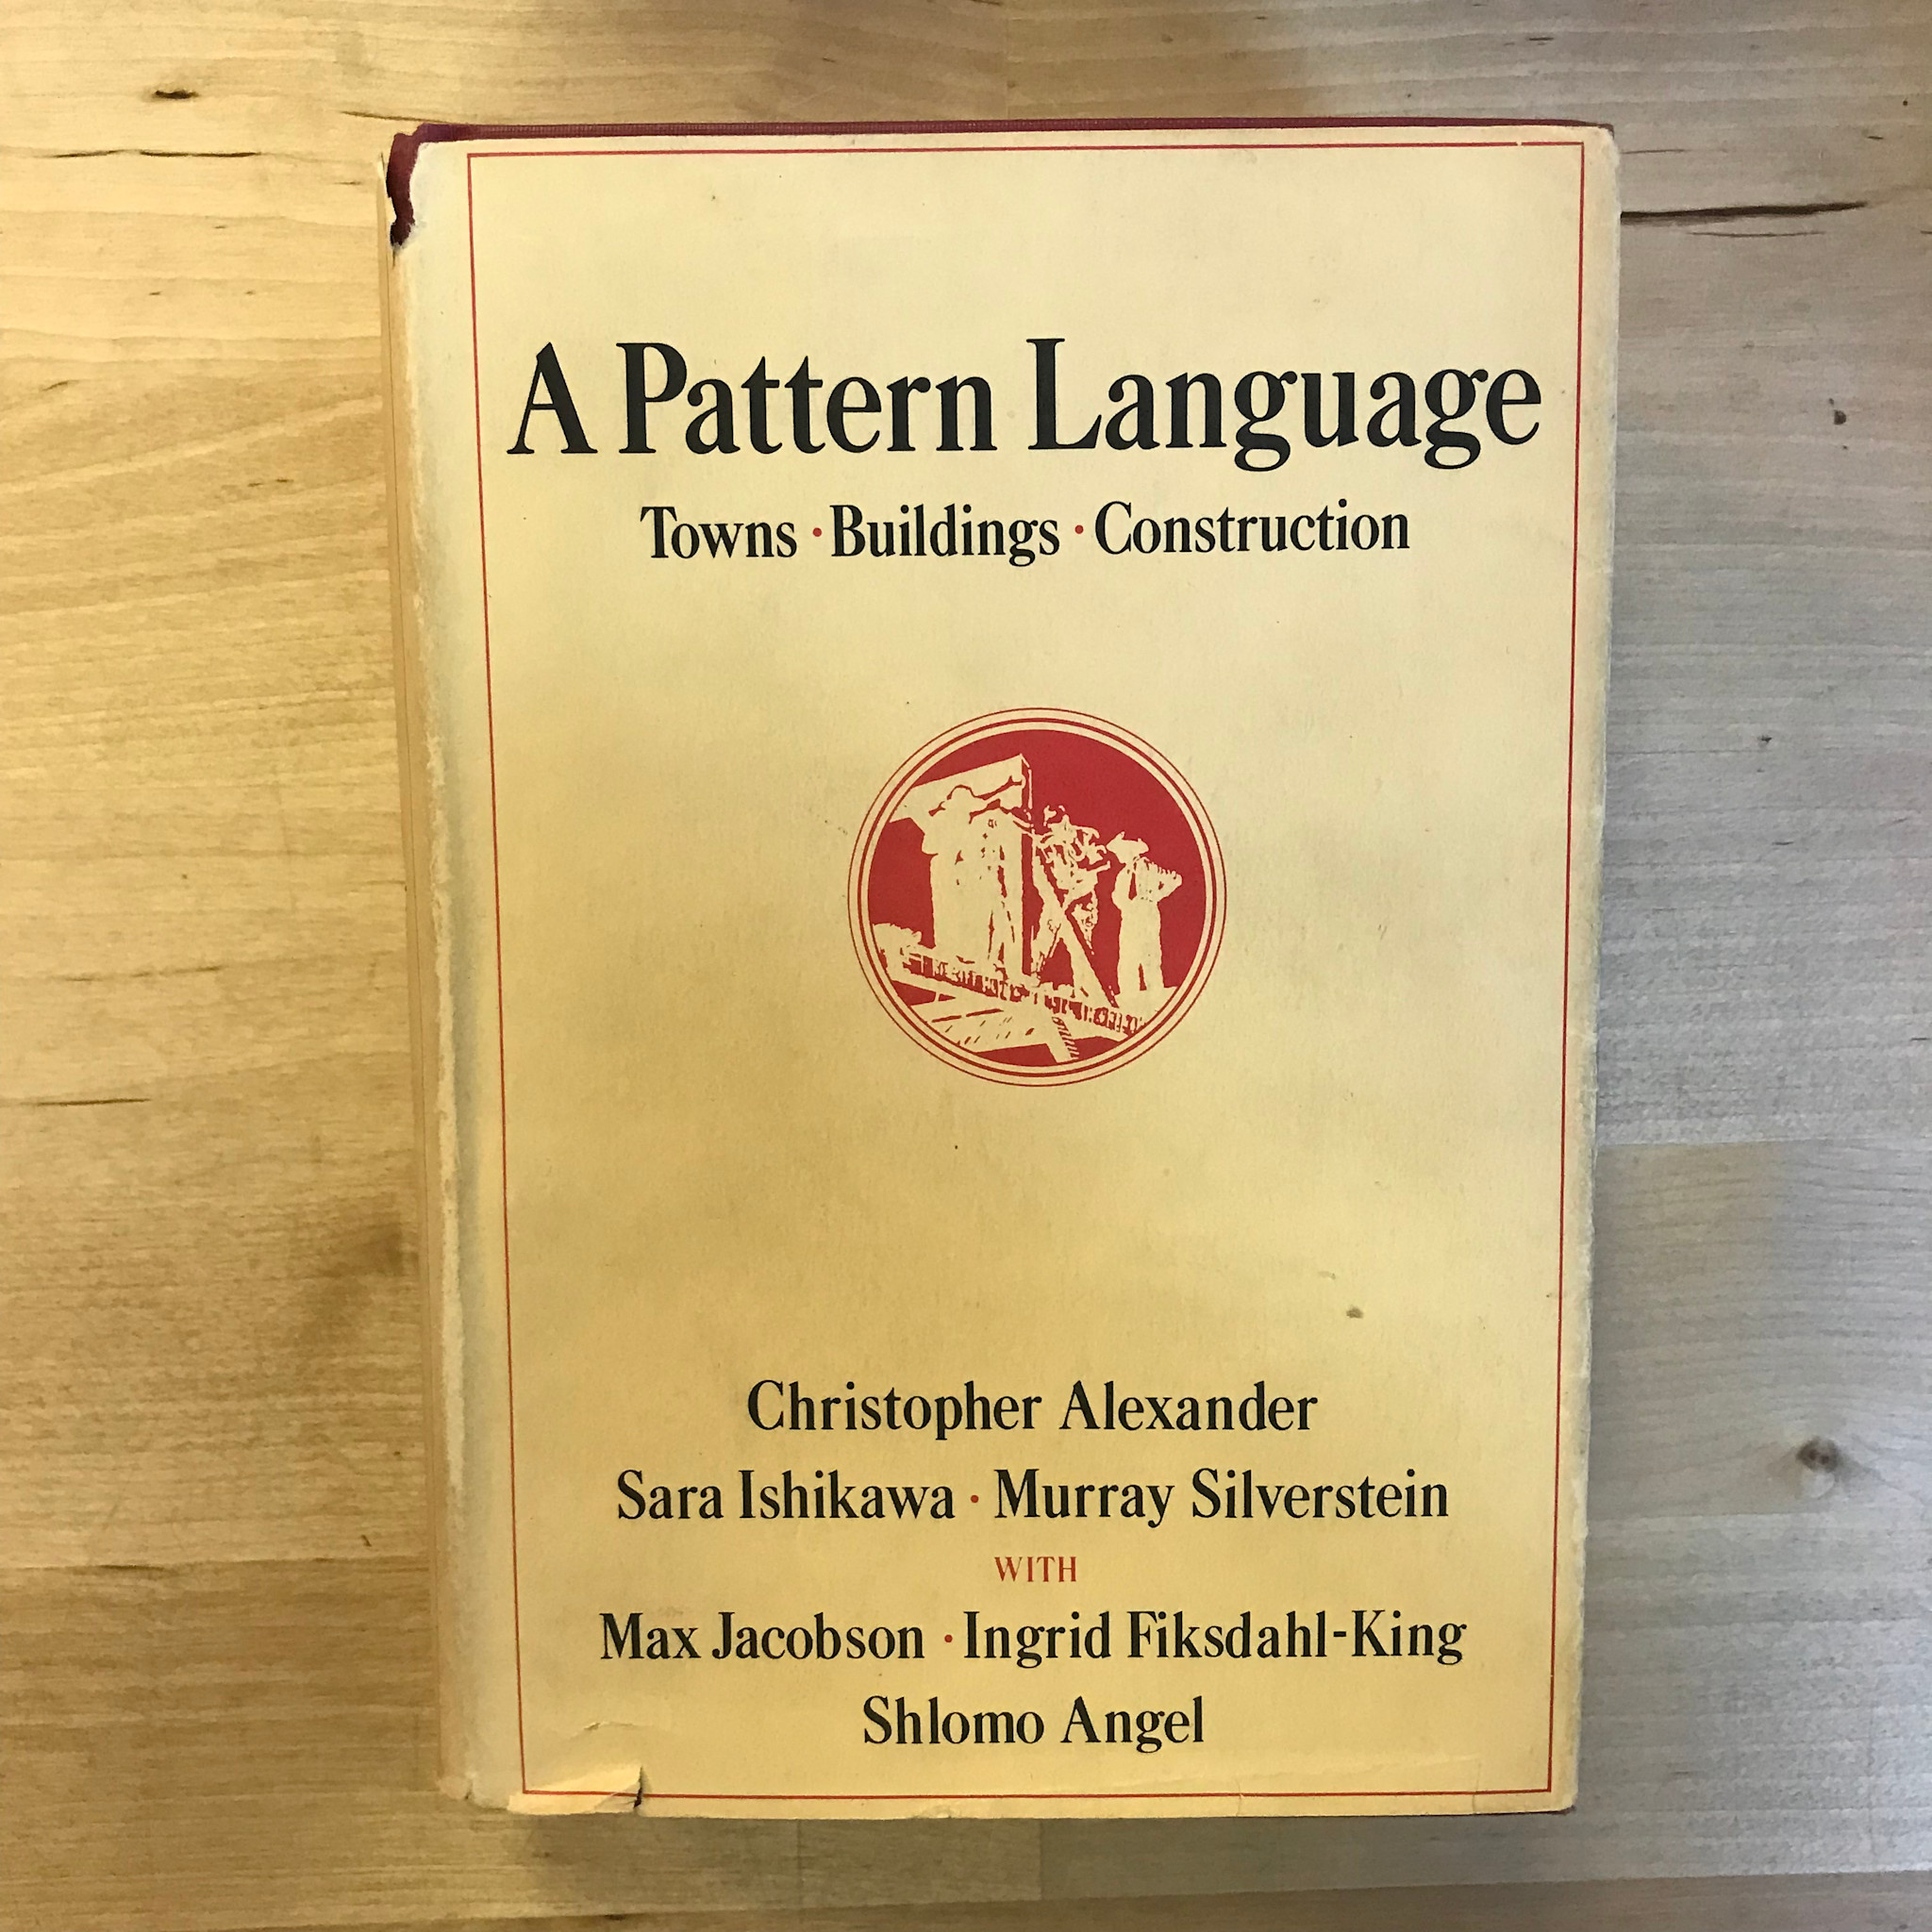 A Pattern Language
Towns · Buildings · Construction
Christopher Alexander
Sara Ishikawa · Murray Silverstein
WITH
Max Jacobson · Ingrid Fiksdahl-King
Shlomo Angel